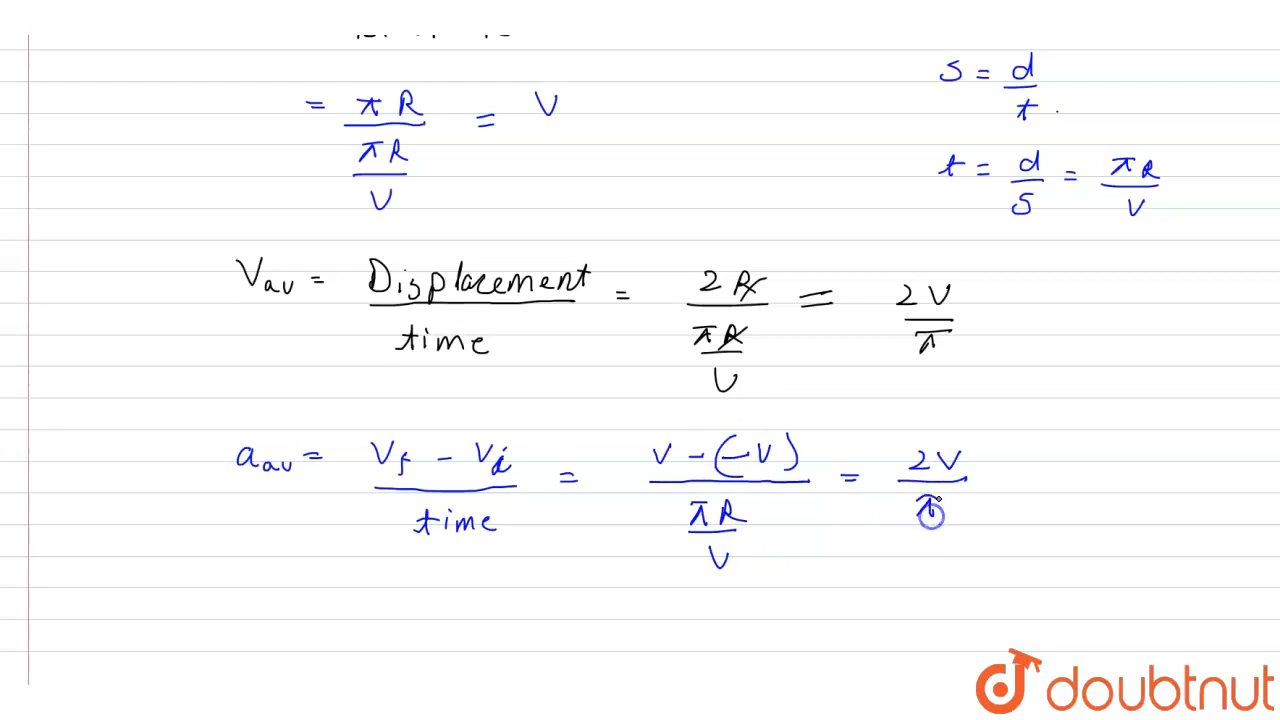 S = d/t
= πR/(πR/V) = V
t = d/S = πR/V
Vav = Displacement/time = 2R/(πR/V) = 2V/π
aav = Vf - Vi/time = V-(-V)/(πR/V) = 2V/π
doubtnut